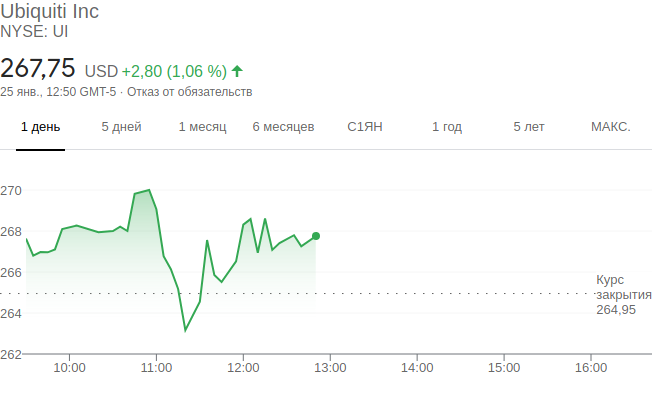 Ubiquiti Inc
NYSE: UI
267,75 USD +2,80 (1,06 %)
25 янв., 12:50 GMT-5 · Отказ от обязательств
1 день 5 дней 1 месяц 6 месяцев С1ЯН 1 год 5 лет МАКС.
270
268
266
Курс
закрытия
264,95
264
262
10:00 11:00 12:00 13:00 14:00 15:00 16:00